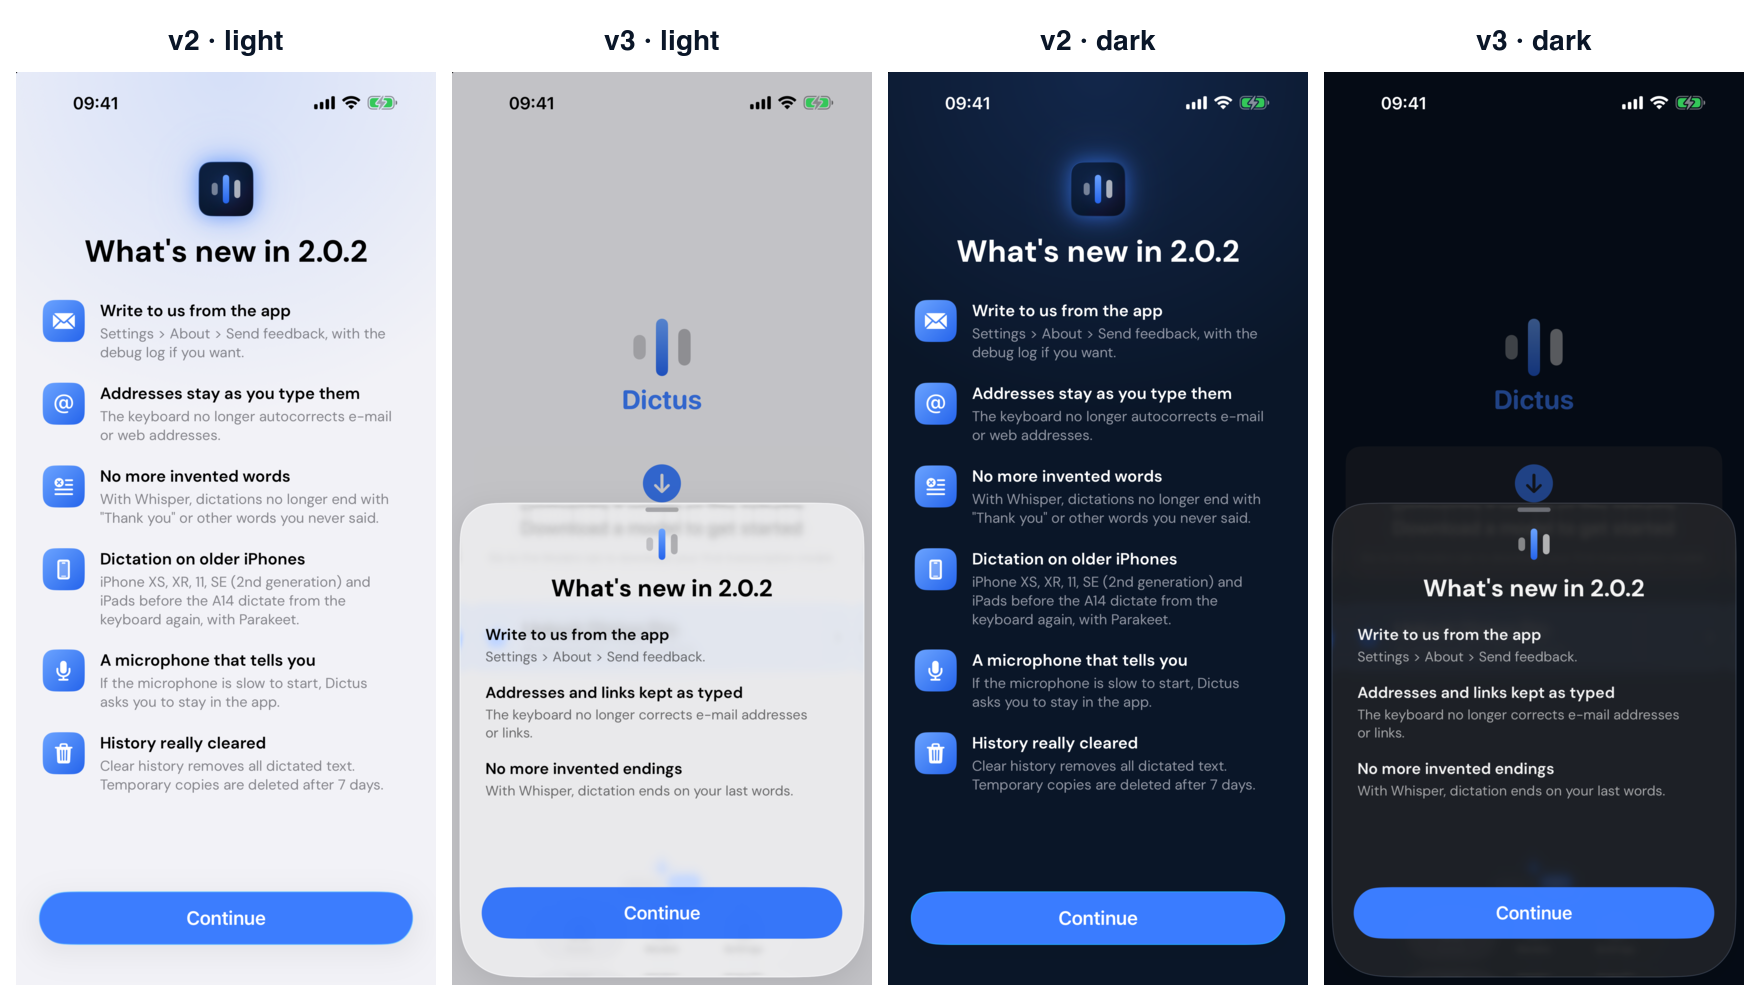 v2 · light
09:41
What's new in 2.0.2
Write to us from the app
Settings > About > Send feedback, with the
debug log if you want.
Addresses stay as you type them
The keyboard no longer autocorrects e-mail
or web addresses.
No more invented words
With Whisper, dictations no longer end with
"Thank you" or other words you never said.
Dictation on older iPhones
iPhone XS, XR, 11, SE (2nd generation) and
iPads before the A14 dictate from the
keyboard again, with Parakeet.
A microphone that tells you
If the microphone is slow to start, Dictus
asks you to stay in the app.
History really cleared
Clear history removes all dictated text.
Temporary copies are deleted after 7 days.
Continue
v3 · light
09:41
Dictus
Download a model to get started
What's new in 2.0.2
Write to us from the app
Settings > About > Send feedback.
Addresses and links kept as typed
The keyboard no longer corrects e-mail addresses
or links.
No more invented endings
With Whisper, dictation ends on your last words.
Continue
v2 · dark
09:41
What's new in 2.0.2
Write to us from the app
Settings > About > Send feedback, with the
debug log if you want.
Addresses stay as you type them
The keyboard no longer autocorrects e-mail
or web addresses.
No more invented words
With Whisper, dictations no longer end with
"Thank you" or other words you never said.
Dictation on older iPhones
iPhone XS, XR, 11, SE (2nd generation) and
iPads before the A14 dictate from the
keyboard again, with Parakeet.
A microphone that tells you
If the microphone is slow to start, Dictus
asks you to stay in the app.
History really cleared
Clear history removes all dictated text.
Temporary copies are deleted after 7 days.
Continue
v3 · dark
09:41
Dictus
What's new in 2.0.2
Write to us from the app
Settings > About > Send feedback.
Addresses and links kept as typed
The keyboard no longer corrects e-mail addresses
or links.
No more invented endings
With Whisper, dictation ends on your last words.
Continue